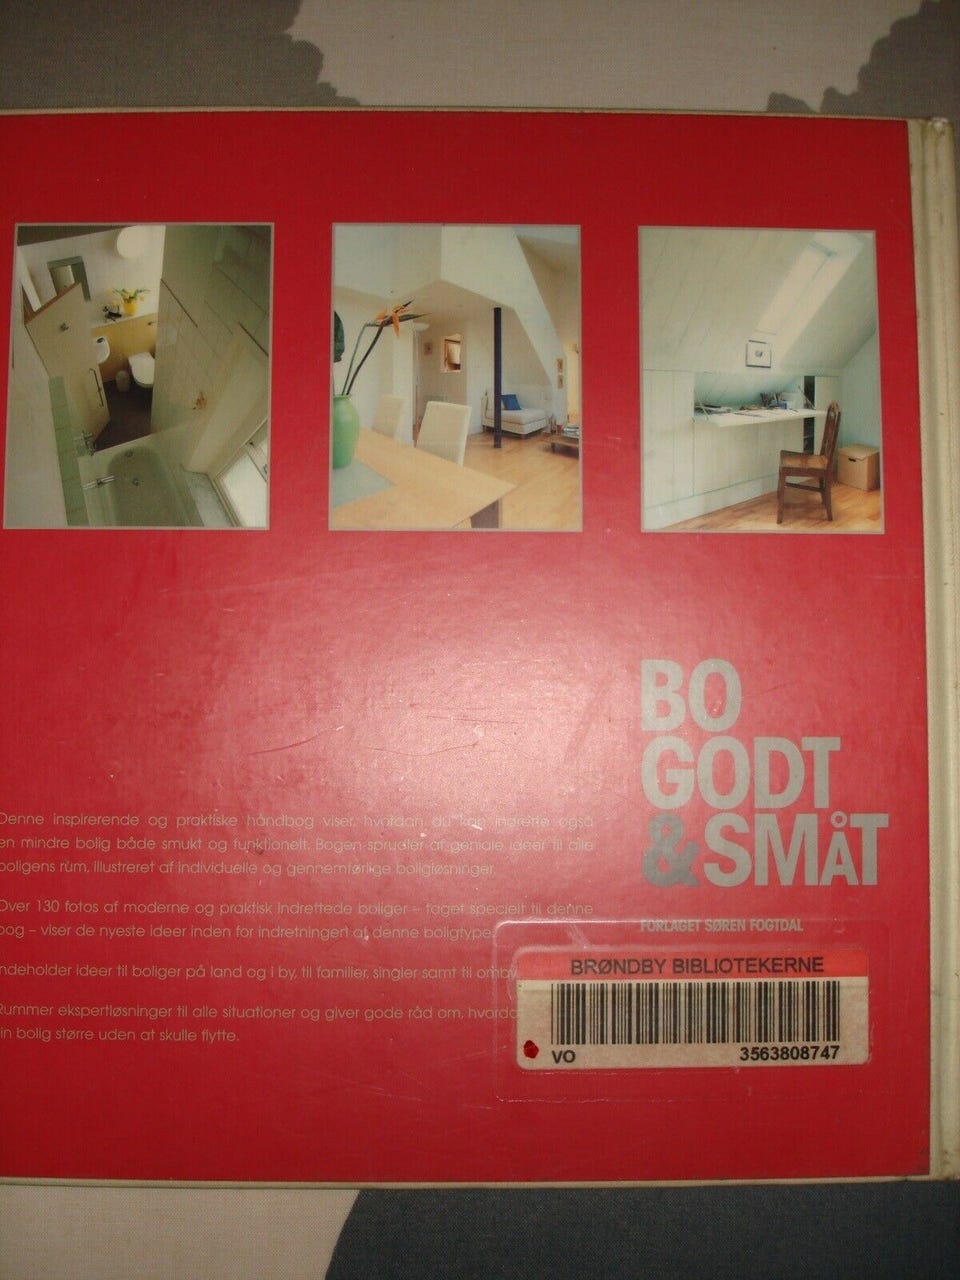 BO
GODT
&SMÅT
Denne inspirerende og praktiske håndbog viser, hvordan du kan indrette også
en mindre bolig både smukt og funktionelt. Bogen sprudler af geniale ideer til alle
boligens rum, illustreret af individuelle og gennemførlige boligløsninger.
Over 130 fotos af moderne og praktisk indrettede boliger – taget specielt til denne
bog – viser de nyeste ideer inden for indretningen af denne boligtype.
ndeholder ideer til boliger på land og i by, til familier, singler samt til omby
Rummer ekspertløsninger til alle situationer og giver gode råd om, hvorda
in bolig større uden at skulle flytte.
FORLAGET SØREN FOGTDAL
BRØNDBY BIBLIOTEKERNE
VO 3563808747